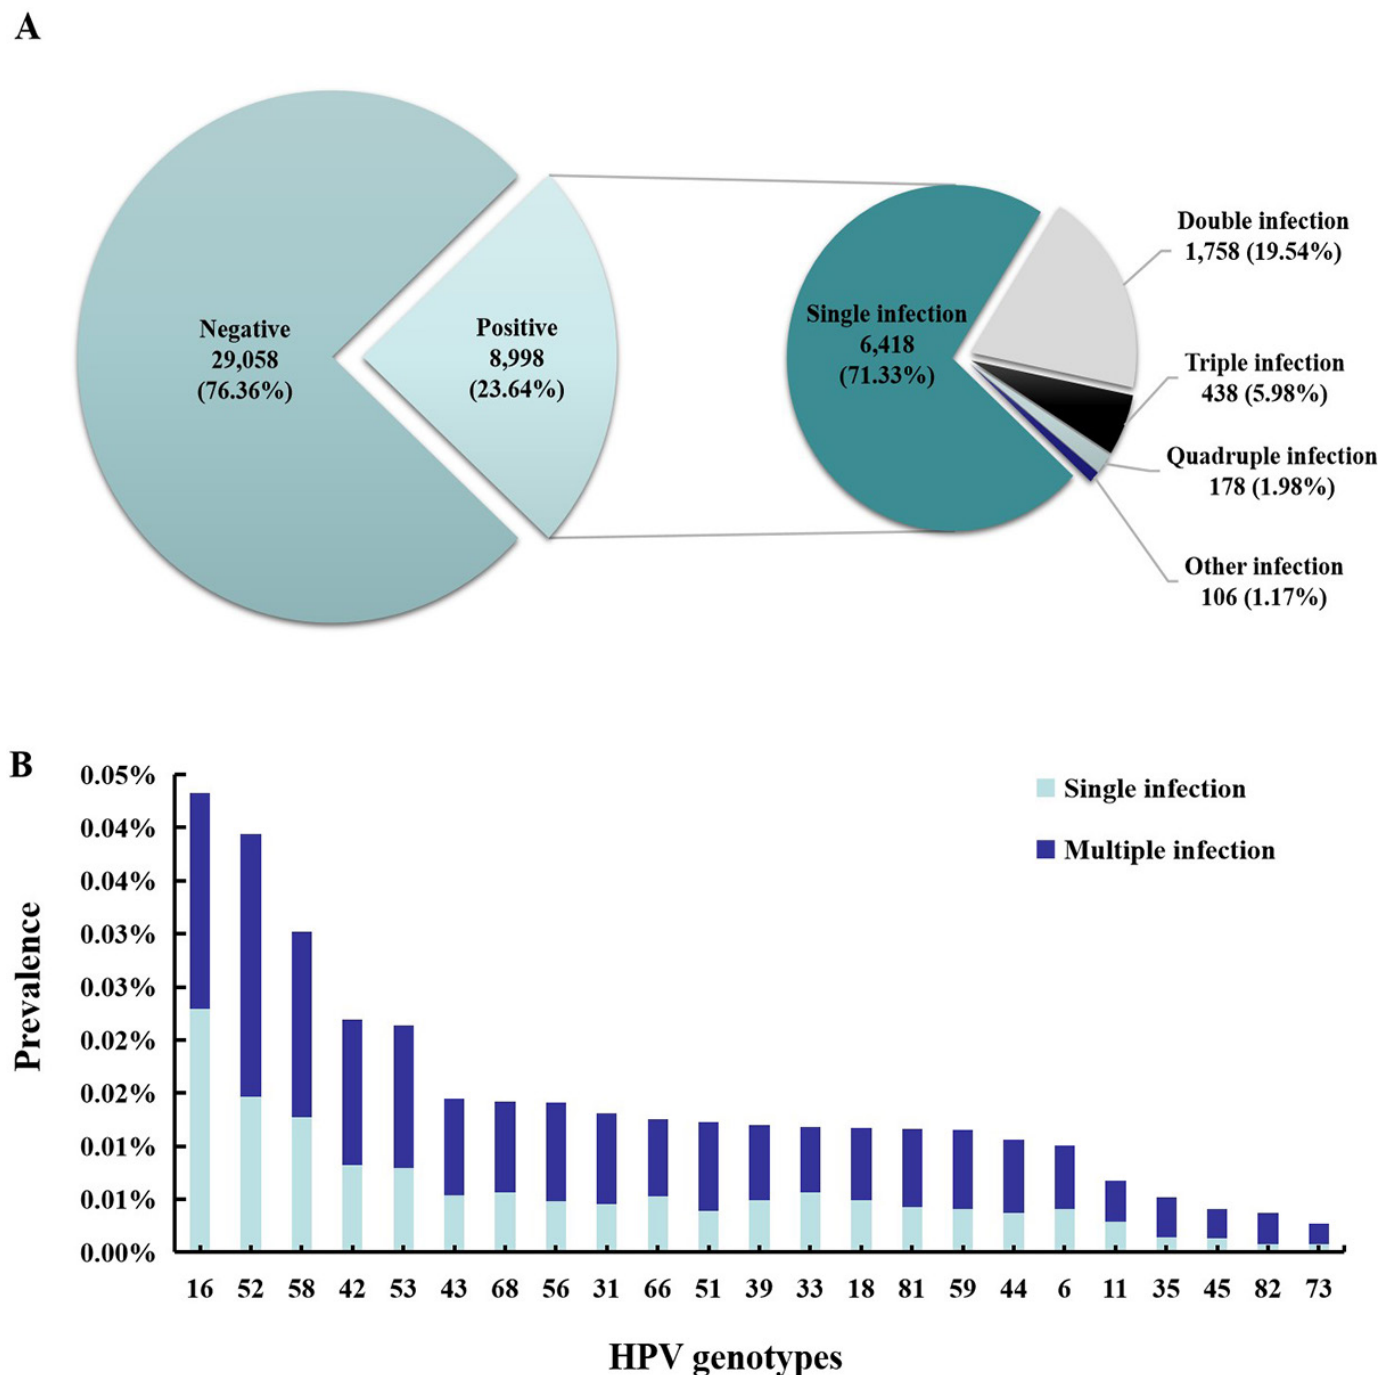 A
Negative
29,058
(76.36%)
Positive
8,998
(23.64%)
Single infection
6,418
(71.33%)
Double infection
1,758 (19.54%)
Triple infection
438 (5.98%)
Quadruple infection
178 (1.98%)
Other infection
106 (1.17%)
B
Prevalence
0.05%
0.04%
0.04%
0.03%
0.03%
0.02%
0.02%
0.01%
0.01%
0.00%
Single infection
Multiple infection
16 52 58 42 53 43 68 56 31 66 51 39 33 18 81 59 44 6 11 35 45 82 73
HPV genotypes